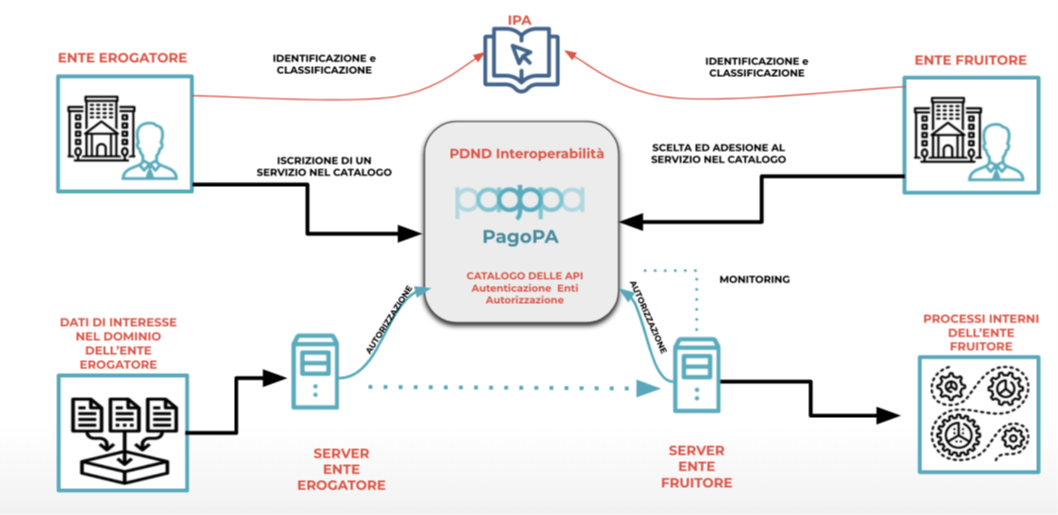 IPA
ENTE EROGATORE
IDENTIFICAZIONE e
CLASSIFICAZIONE
IDENTIFICAZIONE e
CLASSIFICAZIONE
ENTE FRUITORE
ISCRIZIONE DI UN
SERVIZIO NEL CATALOGO
PDND Interoperabilità
pagopa
PagoPA
CATALOGO DELLE API
Autenticazione Enti
Autorizzazione
SCELTA ED ADESIONE AL
SERVIZIO NEL CATALOGO
AUTORIZZAZIONE
AUTORIZZAZIONE
MONITORING
DATI DI INTERESSE
NEL DOMINIO
DELL'ENTE
EROGATORE
PROCESSI INTERNI
DELL'ENTE
FRUITORE
SERVER
ENTE
EROGATORE
SERVER
ENTE
FRUITORE